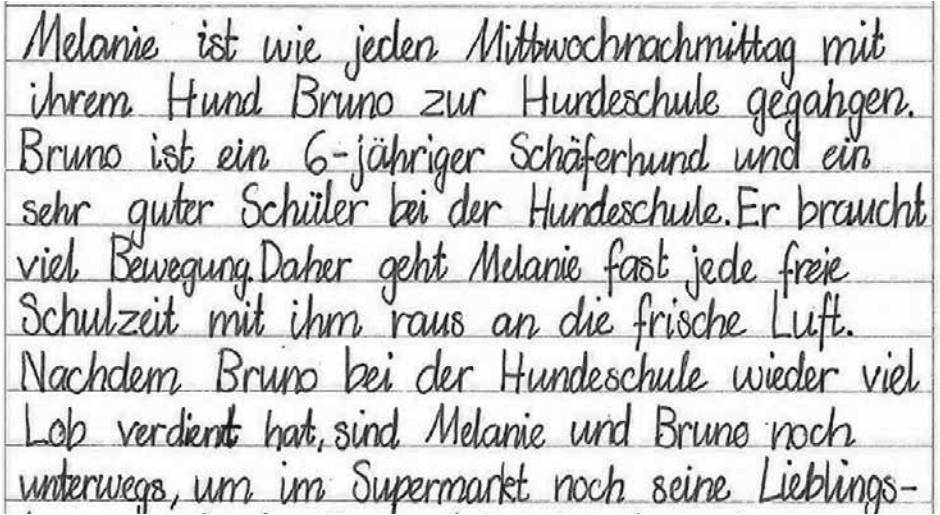 Melanie ist wie jeden Mittwochnachmittag mit
ihrem Hund Bruno zur Hundeschule gegangen.
Bruno ist ein 6-jähriger Schäferhund und ein
sehr guter Schüler bei der Hundeschule. Er braucht
viel Bewegung. Daher geht Melanie fast jede freie
Schulzeit mit ihm raus an die frische Luft.
Nachdem Bruno bei der Hundeschule wieder viel
Lob verdient hat, sind Melanie und Bruno noch
unterwegs, um im Supermarkt noch seine Lieblings-